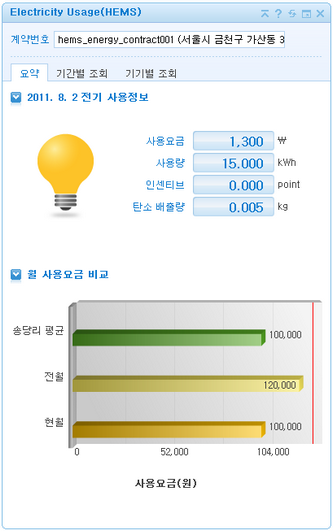 Electricity Usage(HEMS)
계약번호 hems_energy_contract001 (서울시 금천구 가산동 3
요약 기간별 조회 기기별 조회
2011. 8. 2 전기 사용정보
사용요금 1,300 ₩
사용량 15.000 kWh
인센티브 0.000 point
탄소 배출량 0.005 kg
월 사용요금 비교
송당리 평균 100,000
전월 120,000
현월 100,000
0 52,000 104,000
사용요금(원)